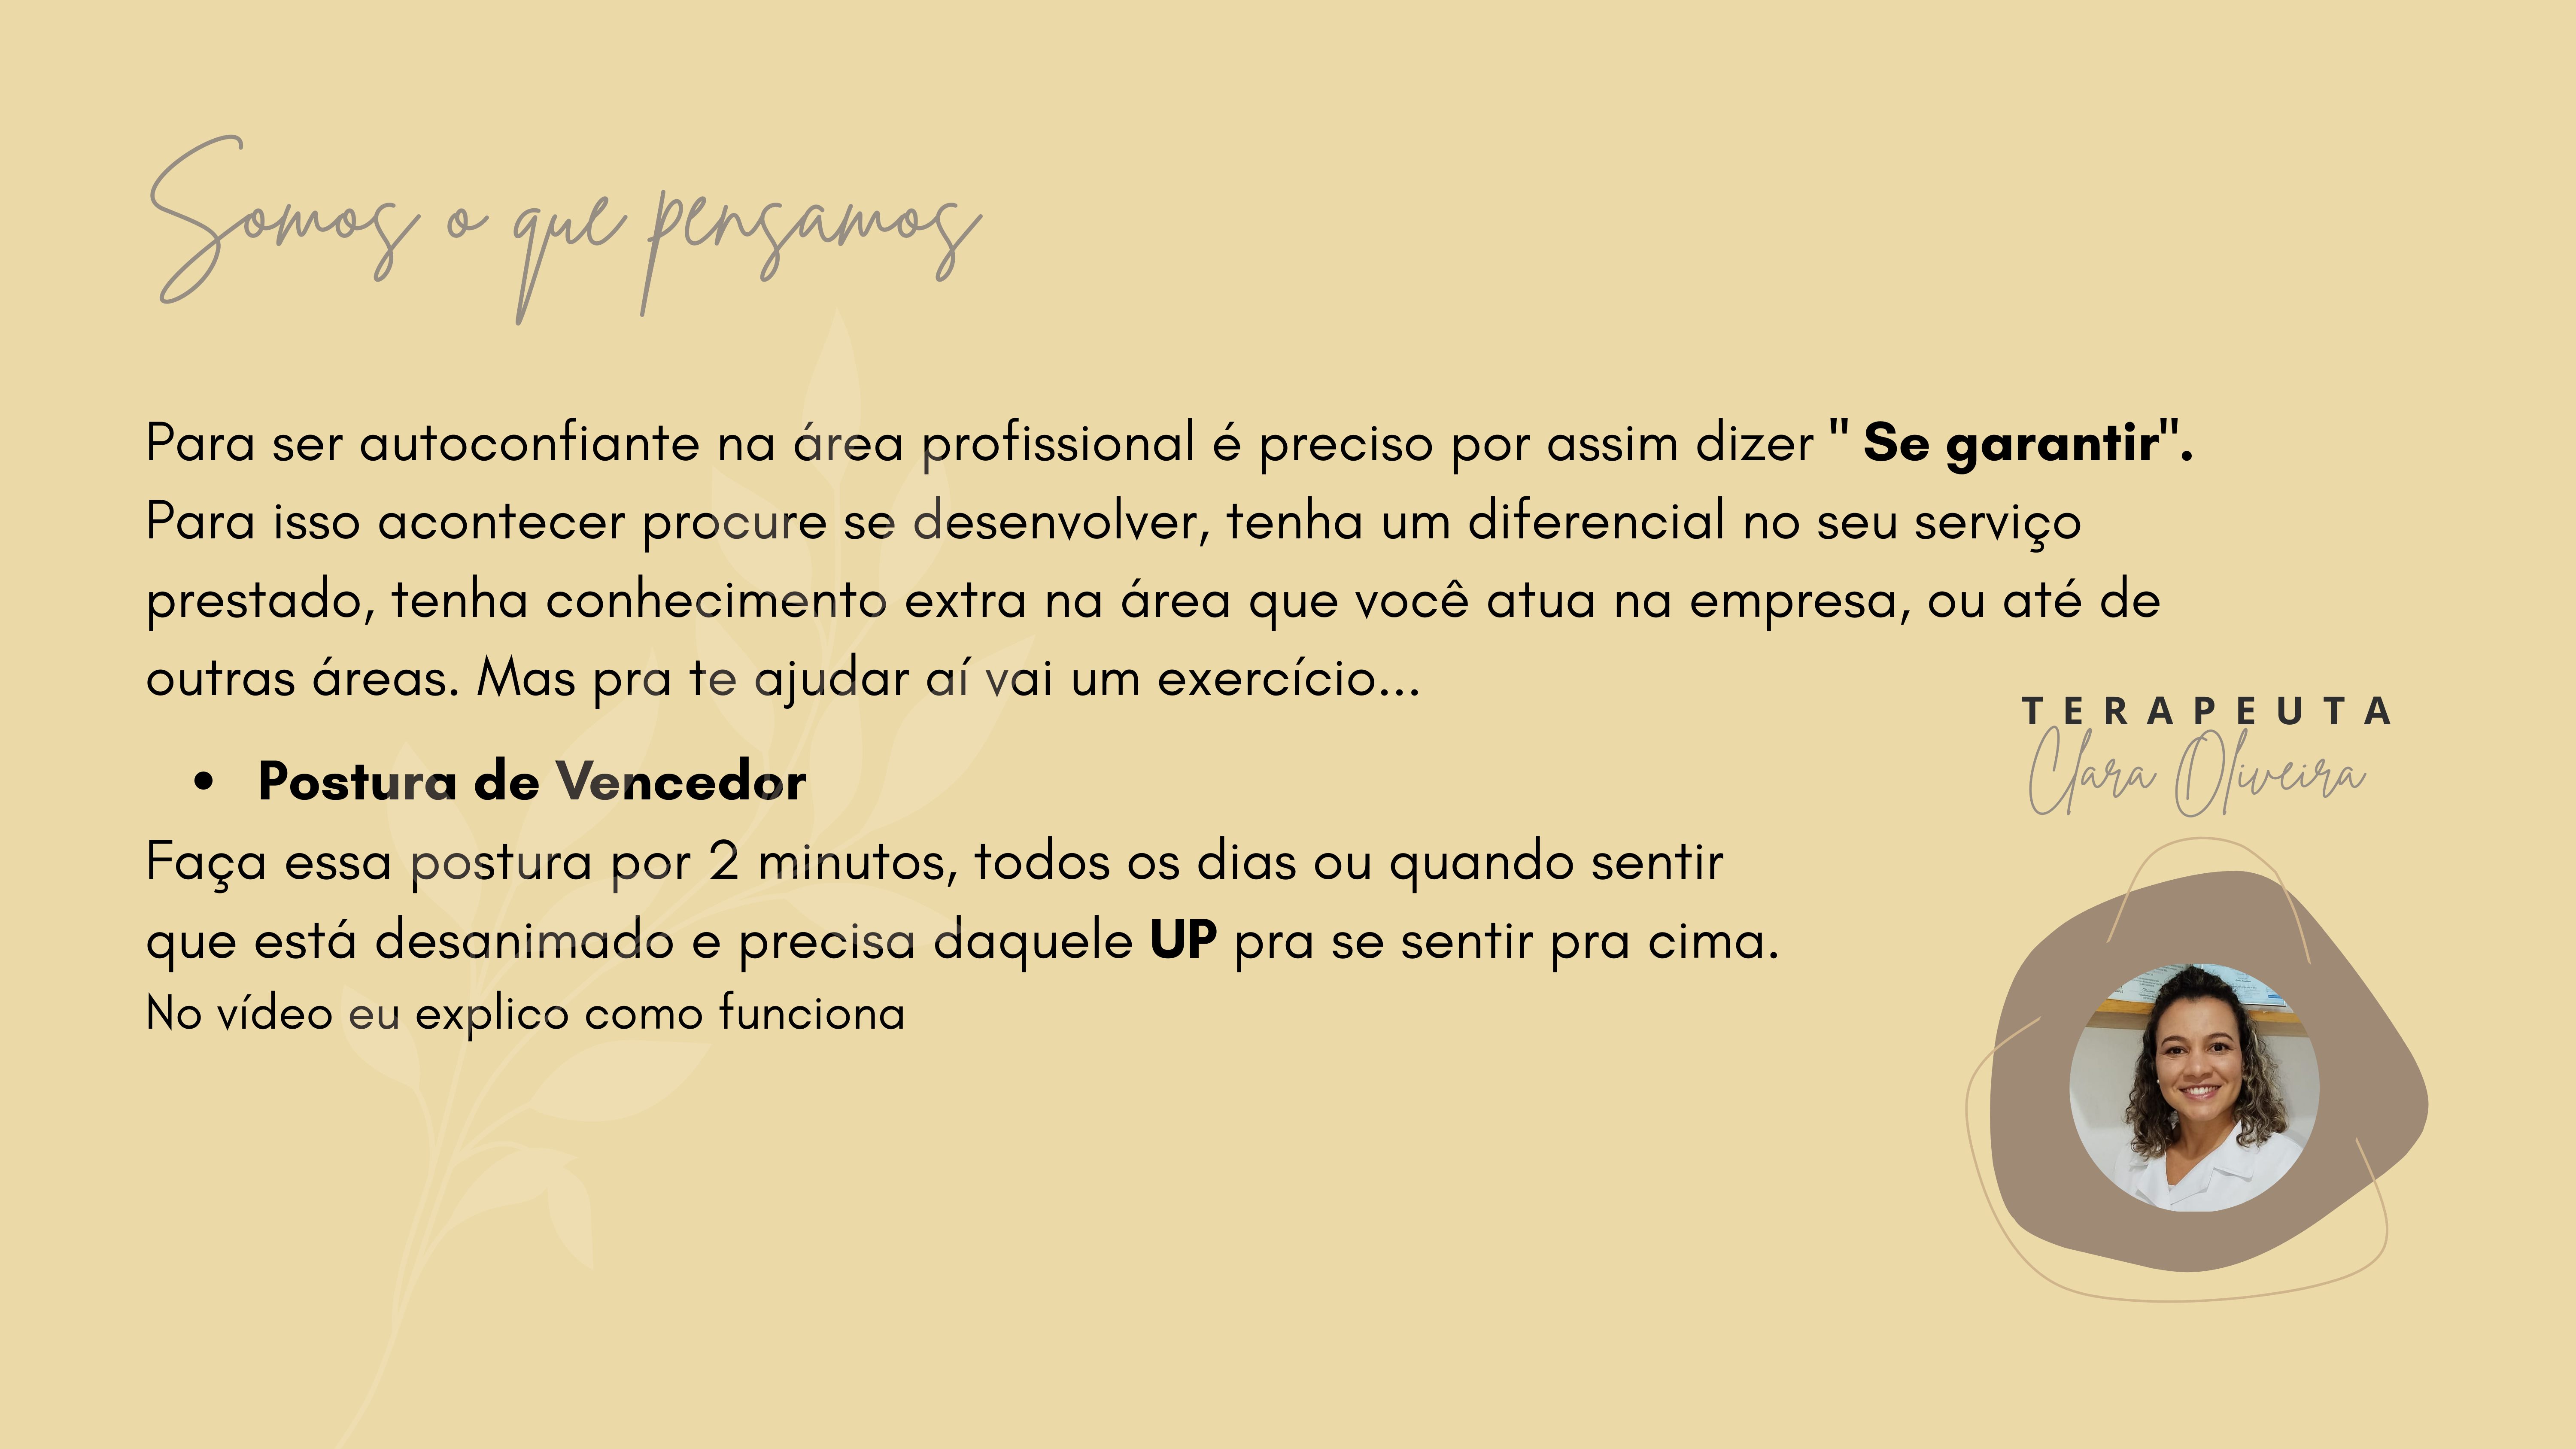 Somos o que pensamos
Para ser autoconfiante na área profissional é preciso por assim dizer " Se garantir".
Para isso acontecer procure se desenvolver, tenha um diferencial no seu serviço
prestado, tenha conhecimento extra na área que você atua na empresa, ou até de
outras áreas. Mas pra te ajudar aí vai um exercício...
• Postura de Vencedor
Faça essa postura por 2 minutos, todos os dias ou quando sentir
que está desanimado e precisa daquele UP pra se sentir pra cima.
No vídeo eu explico como funciona
TERAPEUTA
Clara Oliveira